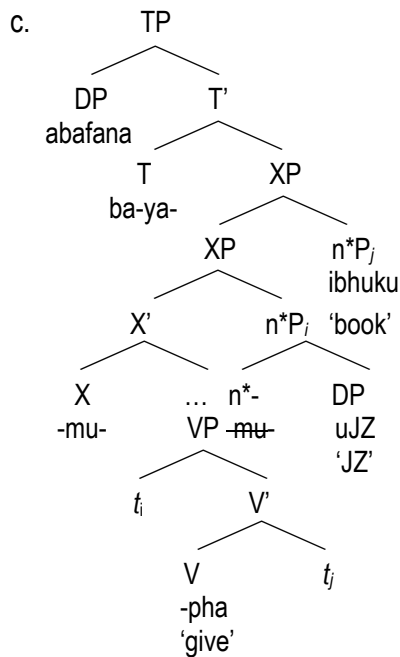 c. TP
DP T’
abafana
T XP
ba-ya-
XP n*Pj
ibhuku
X’ n*Pi ‘book’
X … n*- DP
-mu- VP -mu- uJZ
‘JZ’
ti V’
V tj
-pha
‘give’